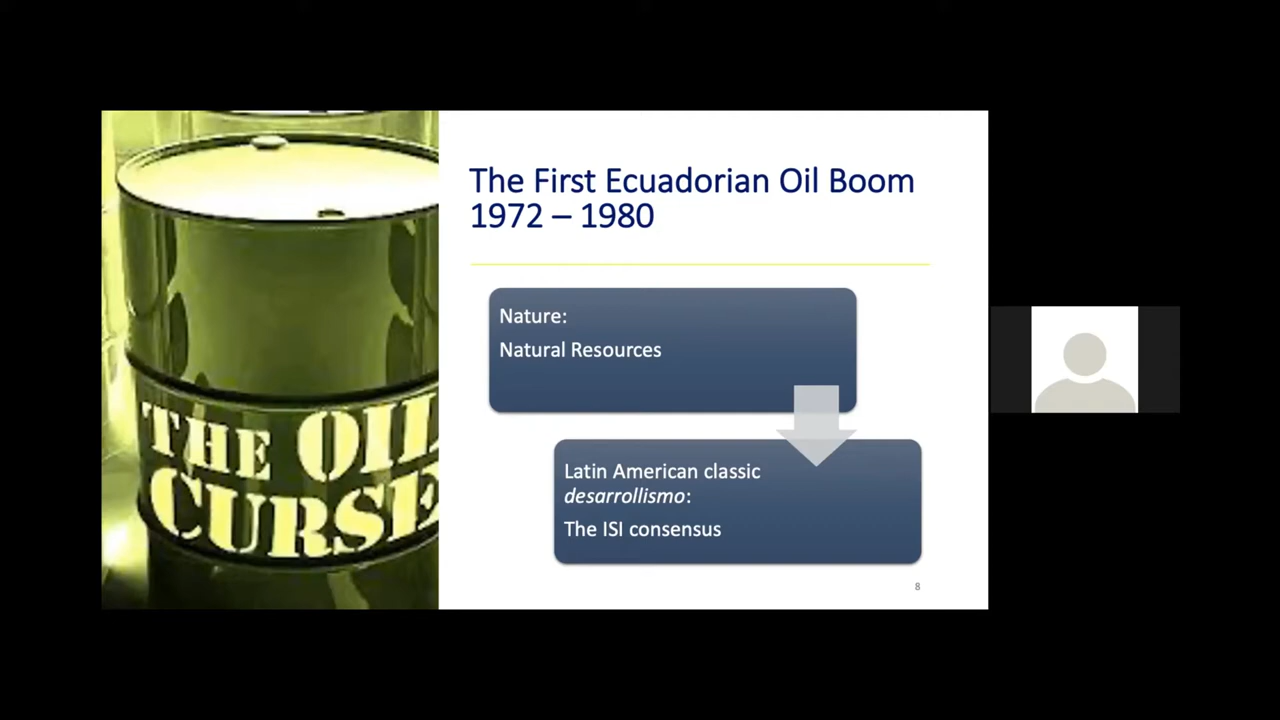 The First Ecuadorian Oil Boom
1972 – 1980
Nature:
Natural Resources
Latin American classic
desarrollismo:
The ISI consensus
8
THE OIL
CURSE